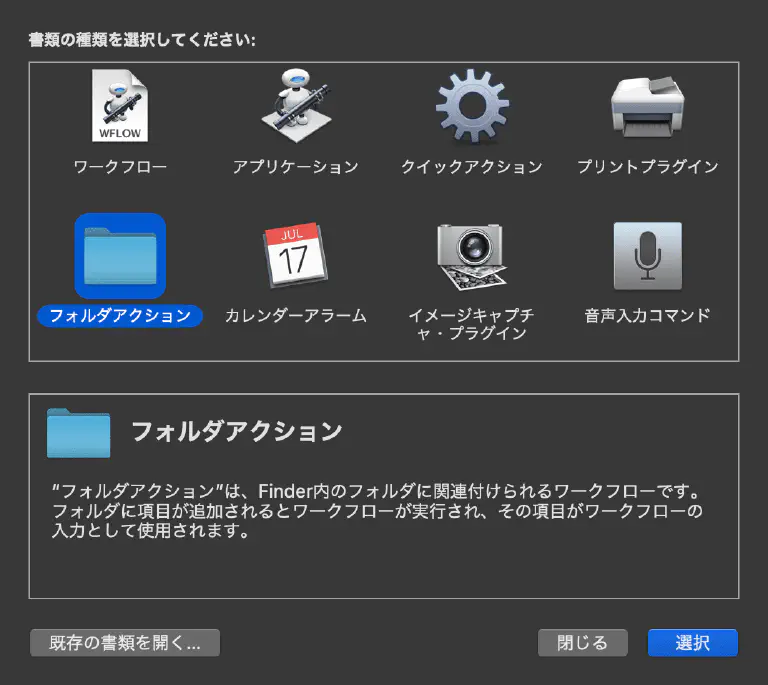 書類の種類を選択してください:
WFLOW
JUL
17
ワークフロー
アプリケーション
クイックアクション
プリントプラグイン
フォルダアクション
カレンダーアラーム
イメージキャプチ
ャ・プラグイン
音声入力コマンド
フォルダアクション
“フォルダアクション”は、Finder内のフォルダに関連付けられるワークフローです。
フォルダに項目が追加されるとワークフローが実行され、その項目がワークフローの
入力として使用されます。
既存の書類を開く...
閉じる
選択